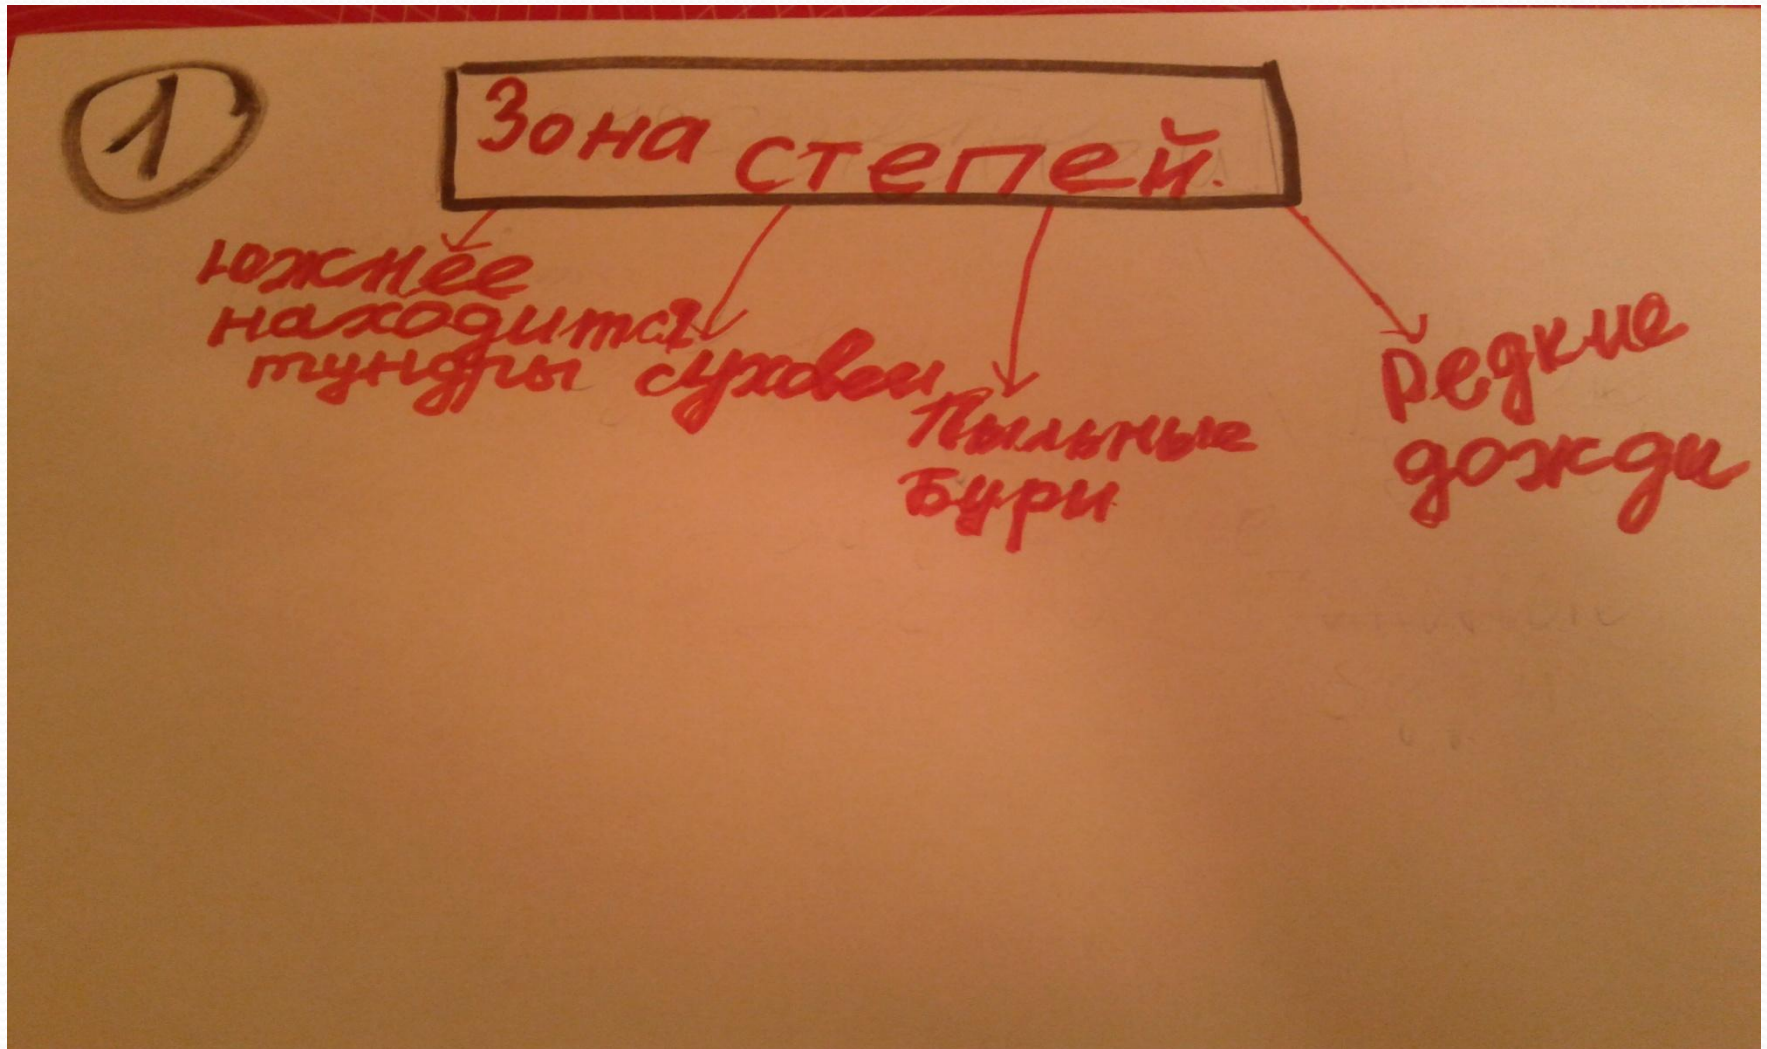 1
Зона степей.
южнее
находится
тундры
суховеи
Пыльные
Бури
Редкие
дожди